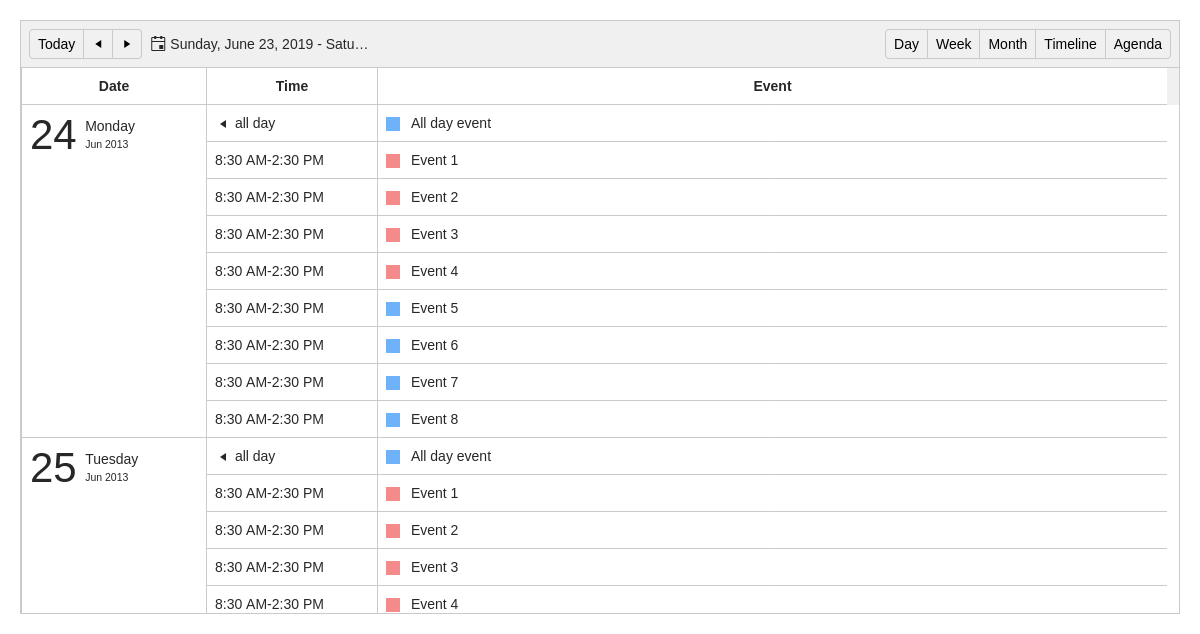 Today Sunday, June 23, 2019 - Satu… Day Week Month Timeline Agenda
Date Time Event
24 Monday
Jun 2013
all day All day event
8:30 AM-2:30 PM Event 1
8:30 AM-2:30 PM Event 2
8:30 AM-2:30 PM Event 3
8:30 AM-2:30 PM Event 4
8:30 AM-2:30 PM Event 5
8:30 AM-2:30 PM Event 6
8:30 AM-2:30 PM Event 7
8:30 AM-2:30 PM Event 8
25 Tuesday
Jun 2013
all day All day event
8:30 AM-2:30 PM Event 1
8:30 AM-2:30 PM Event 2
8:30 AM-2:30 PM Event 3
8:30 AM-2:30 PM Event 4